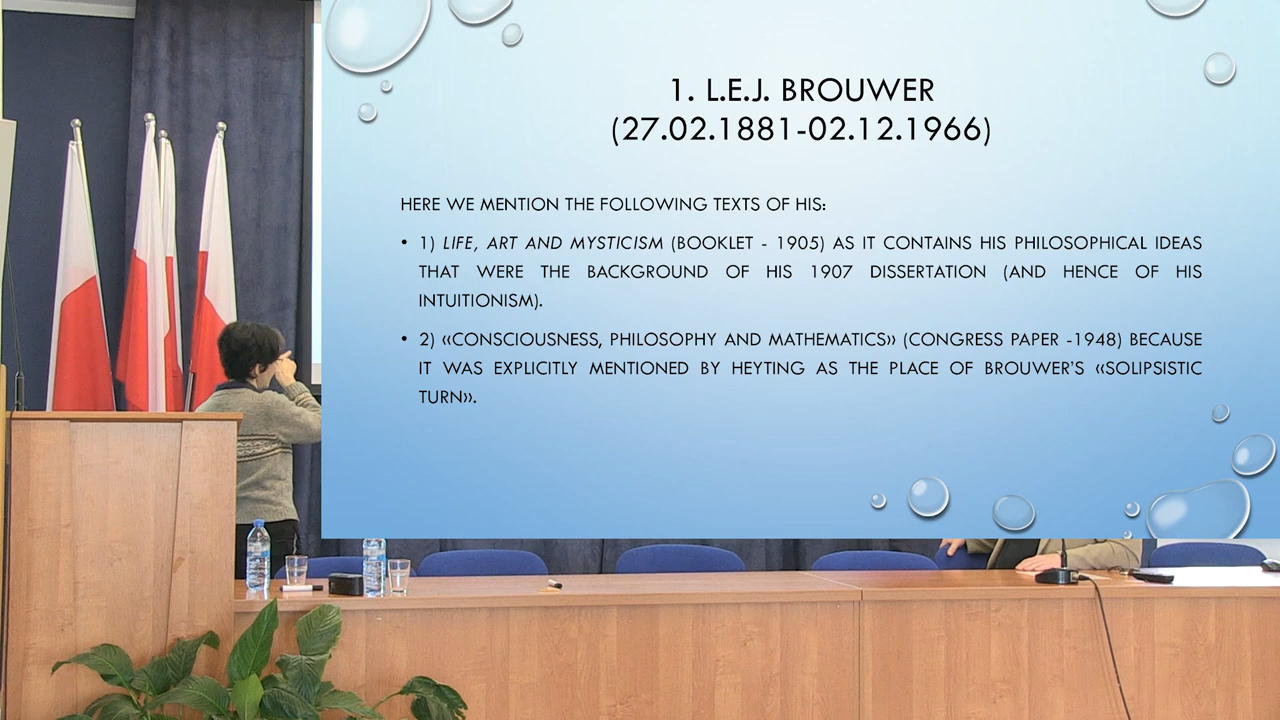 1. L.E.J. BROUWER
(27.02.1881-02.12.1966)
HERE WE MENTION THE FOLLOWING TEXTS OF HIS:
• 1) LIFE, ART AND MYSTICISM (BOOKLET - 1905) AS IT CONTAINS HIS PHILOSOPHICAL IDEAS
THAT WERE THE BACKGROUND OF HIS 1907 DISSERTATION (AND HENCE OF HIS
INTUITIONISM).
• 2) «CONSCIOUSNESS, PHILOSOPHY AND MATHEMATICS» (CONGRESS PAPER -1948) BECAUSE
IT WAS EXPLICITLY MENTIONED BY HEYTING AS THE PLACE OF BROUWER'S «SOLIPSISTIC
TURN».